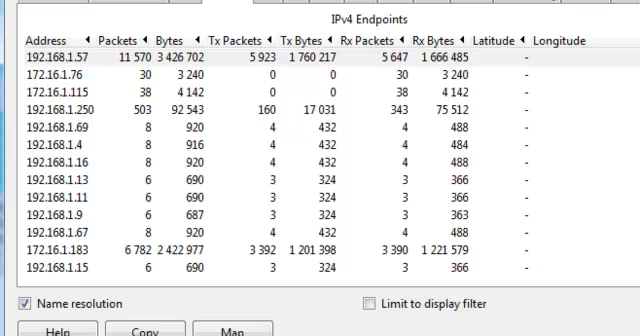 IPv4 Endpoints
Address Packets Bytes Tx Packets Tx Bytes Rx Packets Rx Bytes Latitude Longitude
192.168.1.57 11 570 3 426 702 5 923 1 760 217 5 647 1 666 485 -
172.16.1.76 30 3 240 0 0 30 3 240 -
172.16.1.115 38 4 142 0 0 38 4 142 -
192.168.1.250 503 92 543 160 17 031 343 75 512 -
192.168.1.69 8 920 4 432 4 488 -
192.168.1.4 8 916 4 432 4 484 -
192.168.1.16 8 920 4 432 4 488 -
192.168.1.13 6 690 3 324 3 366 -
192.168.1.11 6 690 3 324 3 366 -
192.168.1.9 6 687 3 324 3 363 -
192.168.1.67 8 920 4 432 4 488 -
172.16.1.183 6 782 2 422 977 3 392 1 201 398 3 390 1 221 579 -
192.168.1.15 6 690 3 324 3 366 -
Name resolution Limit to display filter
Help Copy Map